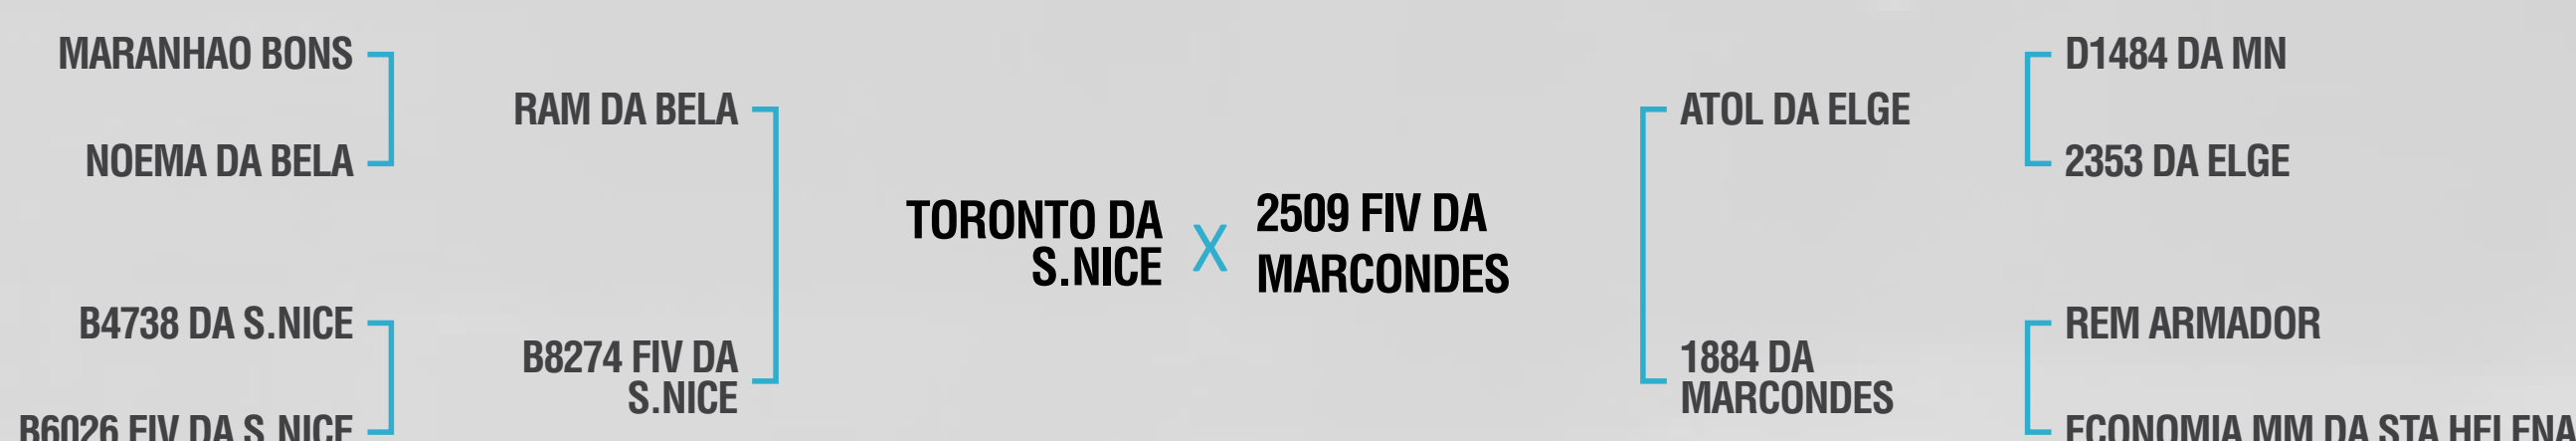 MARANHAO BONS
NOEMA DA BELA
RAM DA BELA
B4738 DA S.NICE
B6026 FIV DA S.NICE
B8274 FIV DA
S.NICE
TORONTO DA
S.NICE
X
2509 FIV DA
MARCONDES
ATOL DA ELGE
1884 DA
MARCONDES
D1484 DA MN
2353 DA ELGE
REM ARMADOR
ECONOMIA MM DA STA HELENA